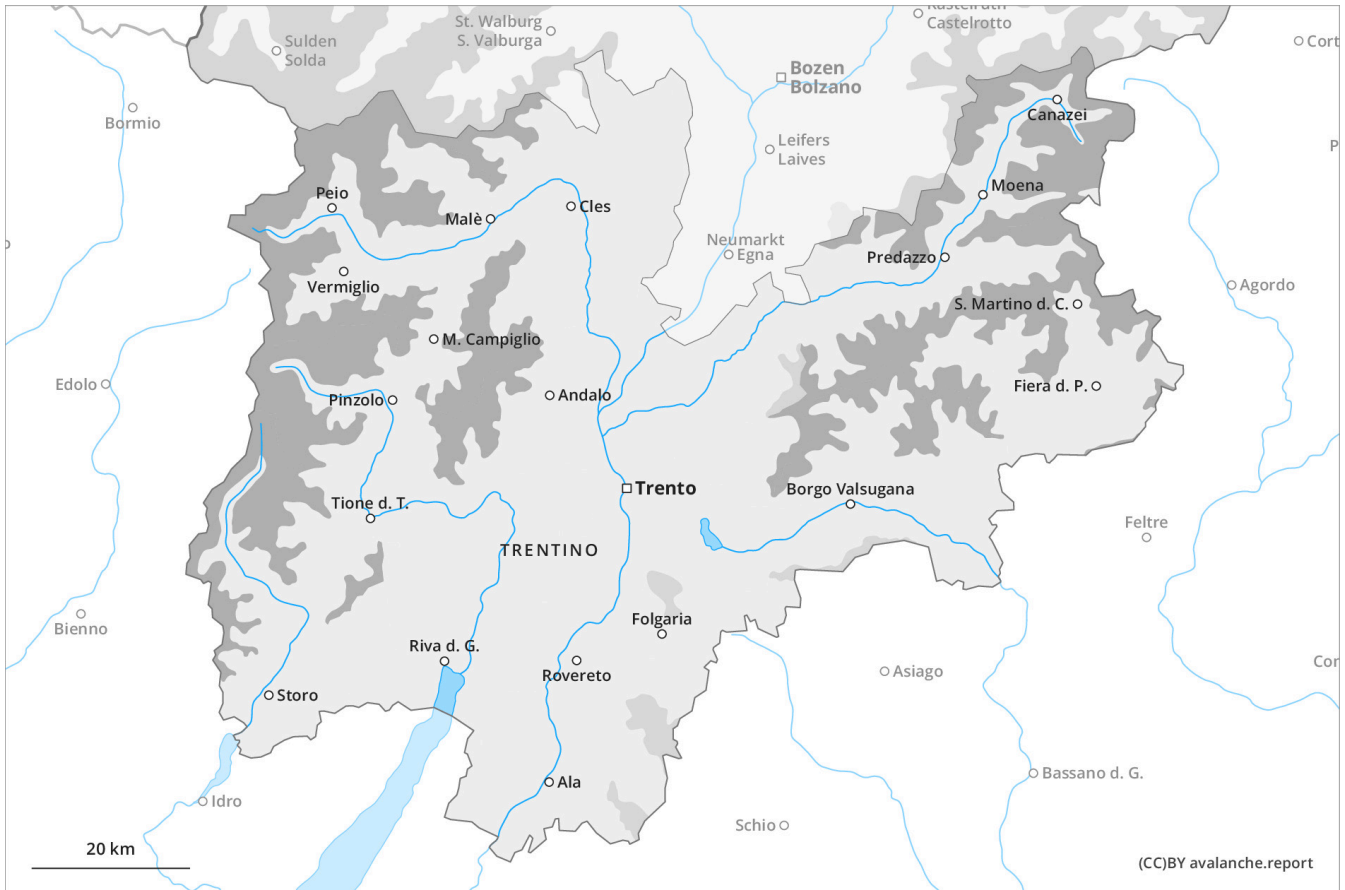 St. Walburg
S. Valburga
Castelrotto
Sulden
Solda
Cort
Bozen
Bolzano
Bormio
Canazei
Leifers
Laives
P
Peio
Moena
Malè
Cles
Neumarkt
Egna
Predazzo
Vermiglio
Agordo
S. Martino d. C.
M. Campiglio
Edolo
Fiera d. P.
Andalo
Pinzolo
Trento
Borgo Valsugana
Tione d. T.
Feltre
TRENTINO
Folgaria
Bienno
Riva d. G.
Cor
Asiago
Rovereto
Storo
Bassano d. G.
Ala
Idro
Schio
20 km
(CC)BY avalanche.report